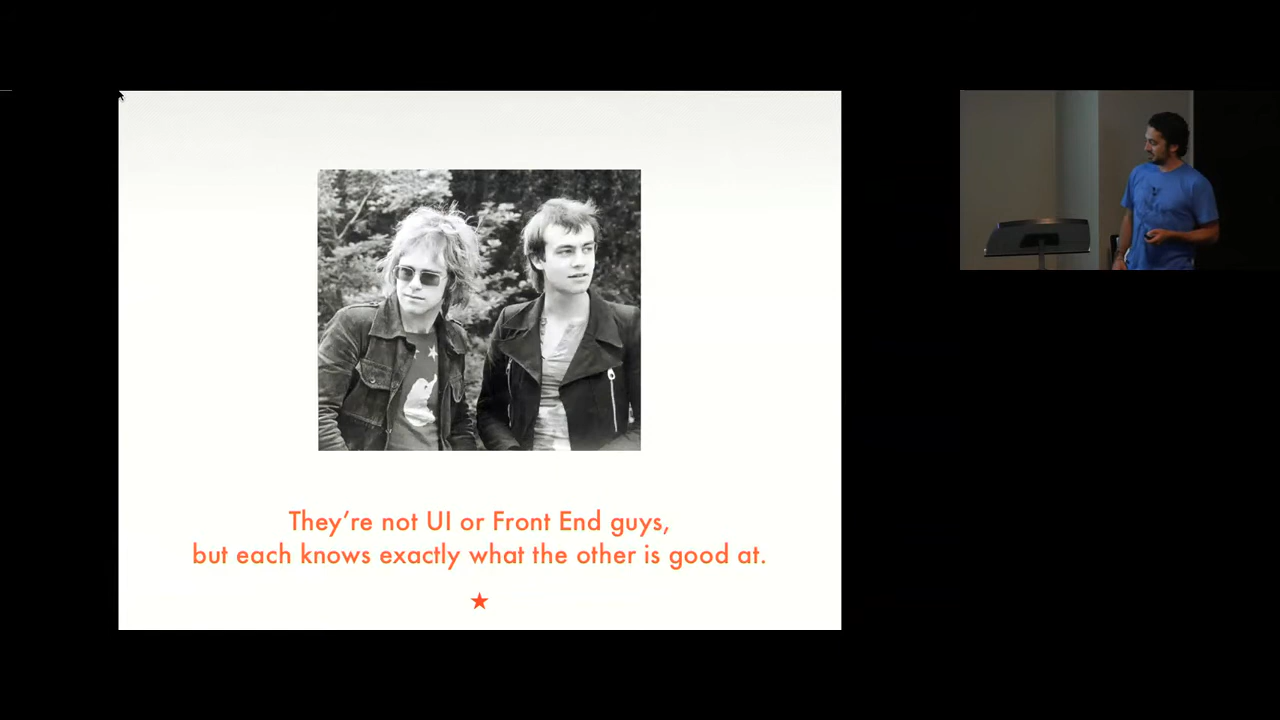 They're not UI or Front End guys,
but each knows exactly what the other is good at.